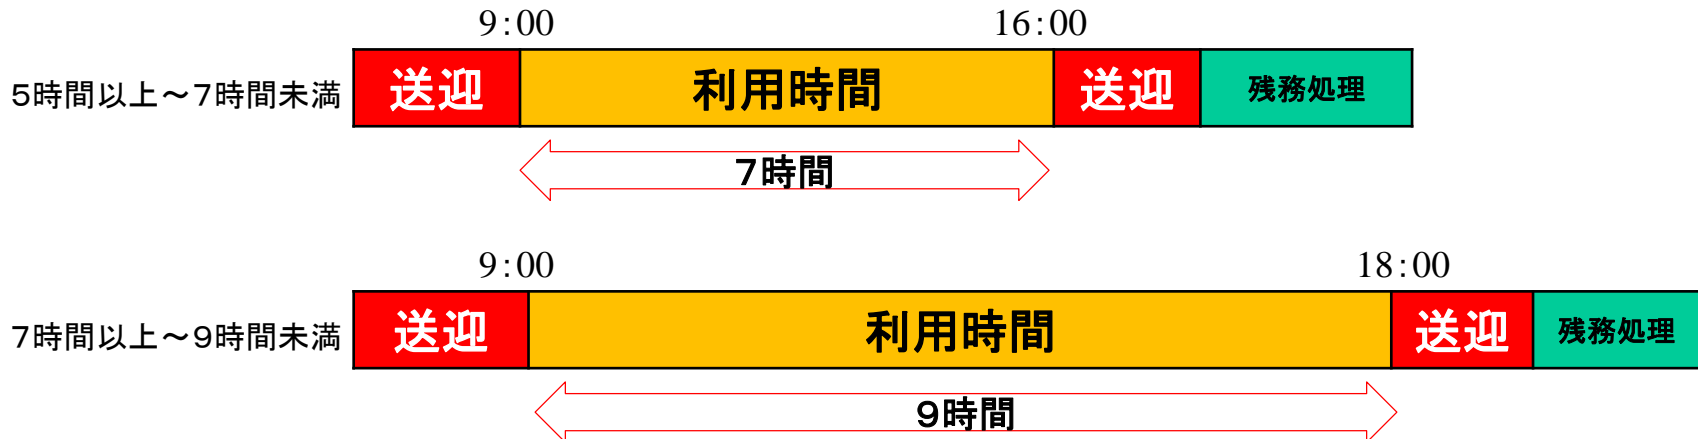 9:00 16:00
5時間以上～7時間未満 送迎 利用時間 送迎 残務処理
7時間
9:00 18:00
7時間以上～9時間未満 送迎 利用時間 送迎 残務処理
9時間